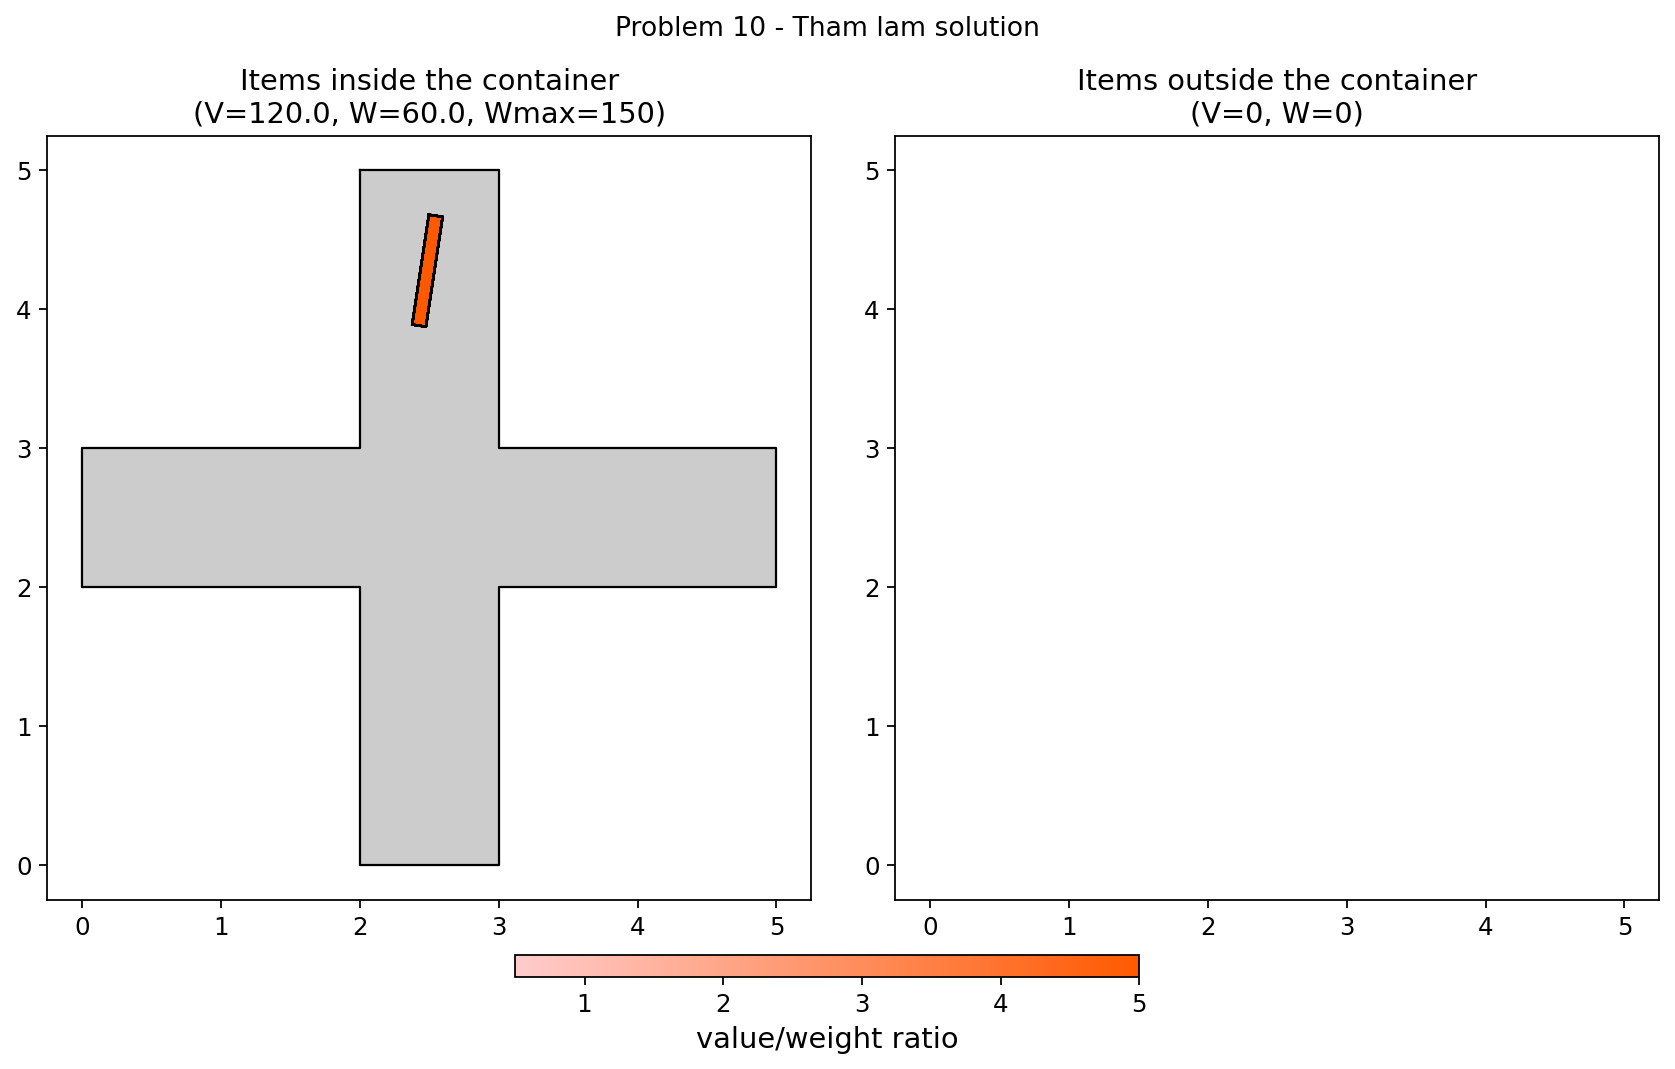 Problem 10 - Tham lam solution
Items inside the container
(V=120.0, W=60.0, Wmax=150)
5
4
3
2
1
0
0 1 2 3 4 5
Items outside the container
(V=0, W=0)
5
4
3
2
1
0
0 1 2 3 4 5
1 2 3 4 5
value/weight ratio